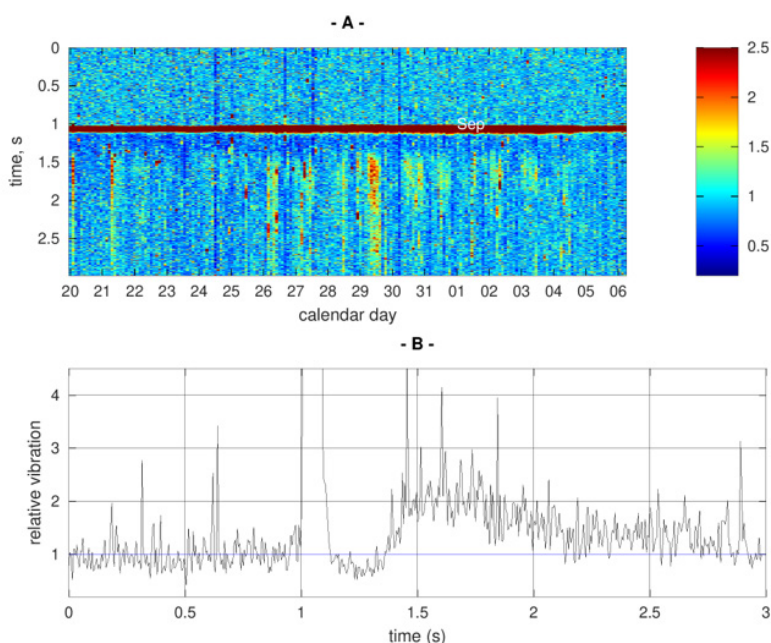 - A -
0
0.5
1
1.5
2
2.5
time, s
Sep
20 21 22 23 24 25 26 27 28 29 30 31 01 02 03 04 05 06
calendar day
2.5
2
1.5
1
0.5
- B -
4
3
2
1
relative vibration
0 0.5 1 1.5 2 2.5 3
time (s)